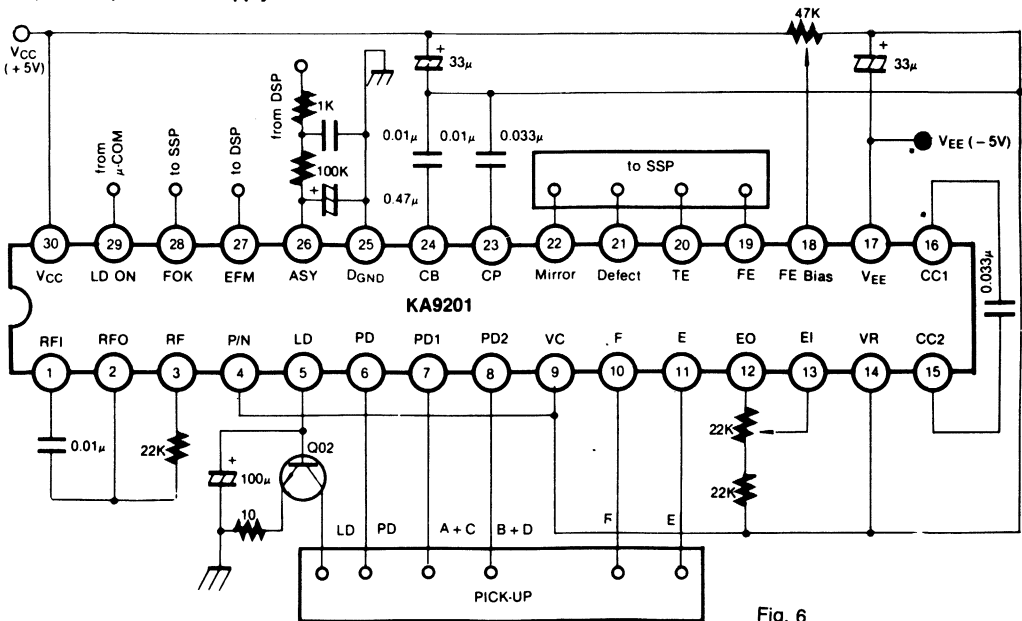 VCC
(+ 5V)
47K
33μ
33μ
from DSP
1K
100K
0.47μ
0.01μ
0.01μ
0.033μ
from
μ-COM
to SSP
to DSP
to SSP
VEE (– 5V)
0.033μ
30 29 28 27 26 25 24 23 22 21 20 19 18 17 16
VCC LD ON FOK EFM ASY DGND CB CP Mirror Defect TE FE FE Bias VEE CC1
KA9201
RFI RFO RF P/N LD PD PD1 PD2 VC F E EO EI VR CC2
1 2 3 4 5 6 7 8 9 10 11 12 13 14 15
0.01μ
22K
100μ
Q02
10
22K
22K
LD PD A + C B + D F E
PICK-UP
Fig. 6